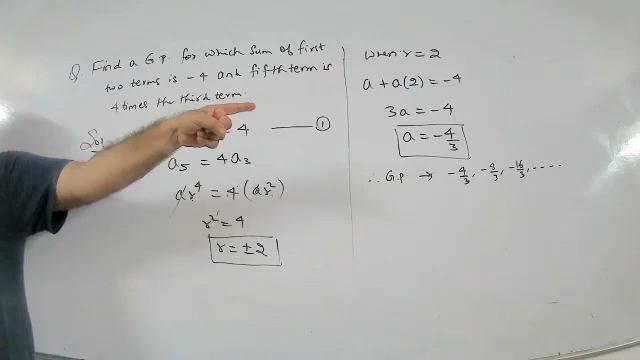 Q. Find a G.P. for which sum of first
two terms is -4 and fifth term is
4 times the third term.
Sol
4 ——— ①
a₅ = 4a₃
ar⁴ = 4(ar²)
r² = 4
r = ±2
when r = 2
a + a(2) = -4
3a = -4
a = -4/3
∴ G.P → -4/3, -8/3, -16/3, .....